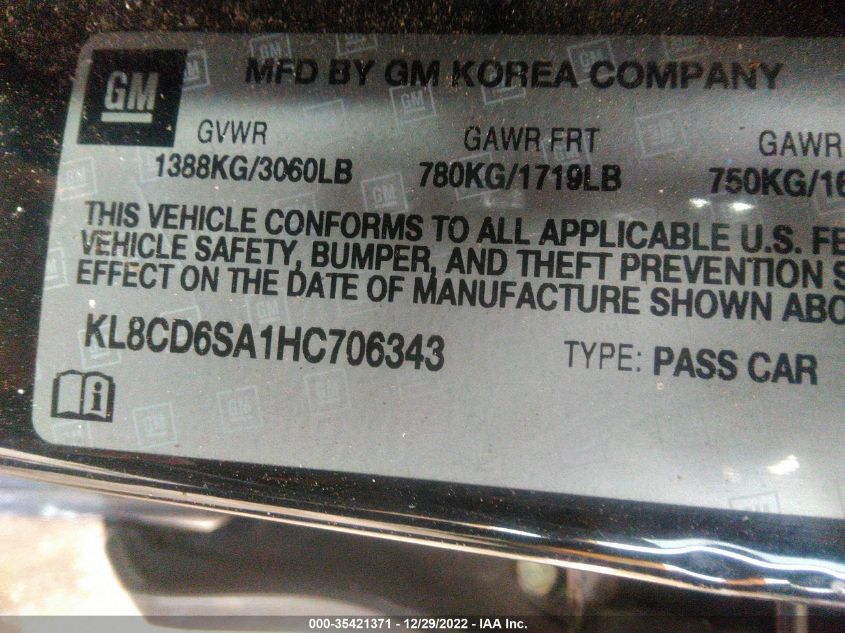 GM
MFD BY GM KOREA COMPANY
GVWR GAWR FRT GAWR
1388KG/3060LB 780KG/1719LB 750KG/16
THIS VEHICLE CONFORMS TO ALL APPLICABLE U.S. FE
VEHICLE SAFETY, BUMPER, AND THEFT PREVENTION S
EFFECT ON THE DATE OF MANUFACTURE SHOWN ABO
KL8CD6SA1HC706343 TYPE: PASS CAR
000-35421371 - 12/29/2022 - IAA Inc.